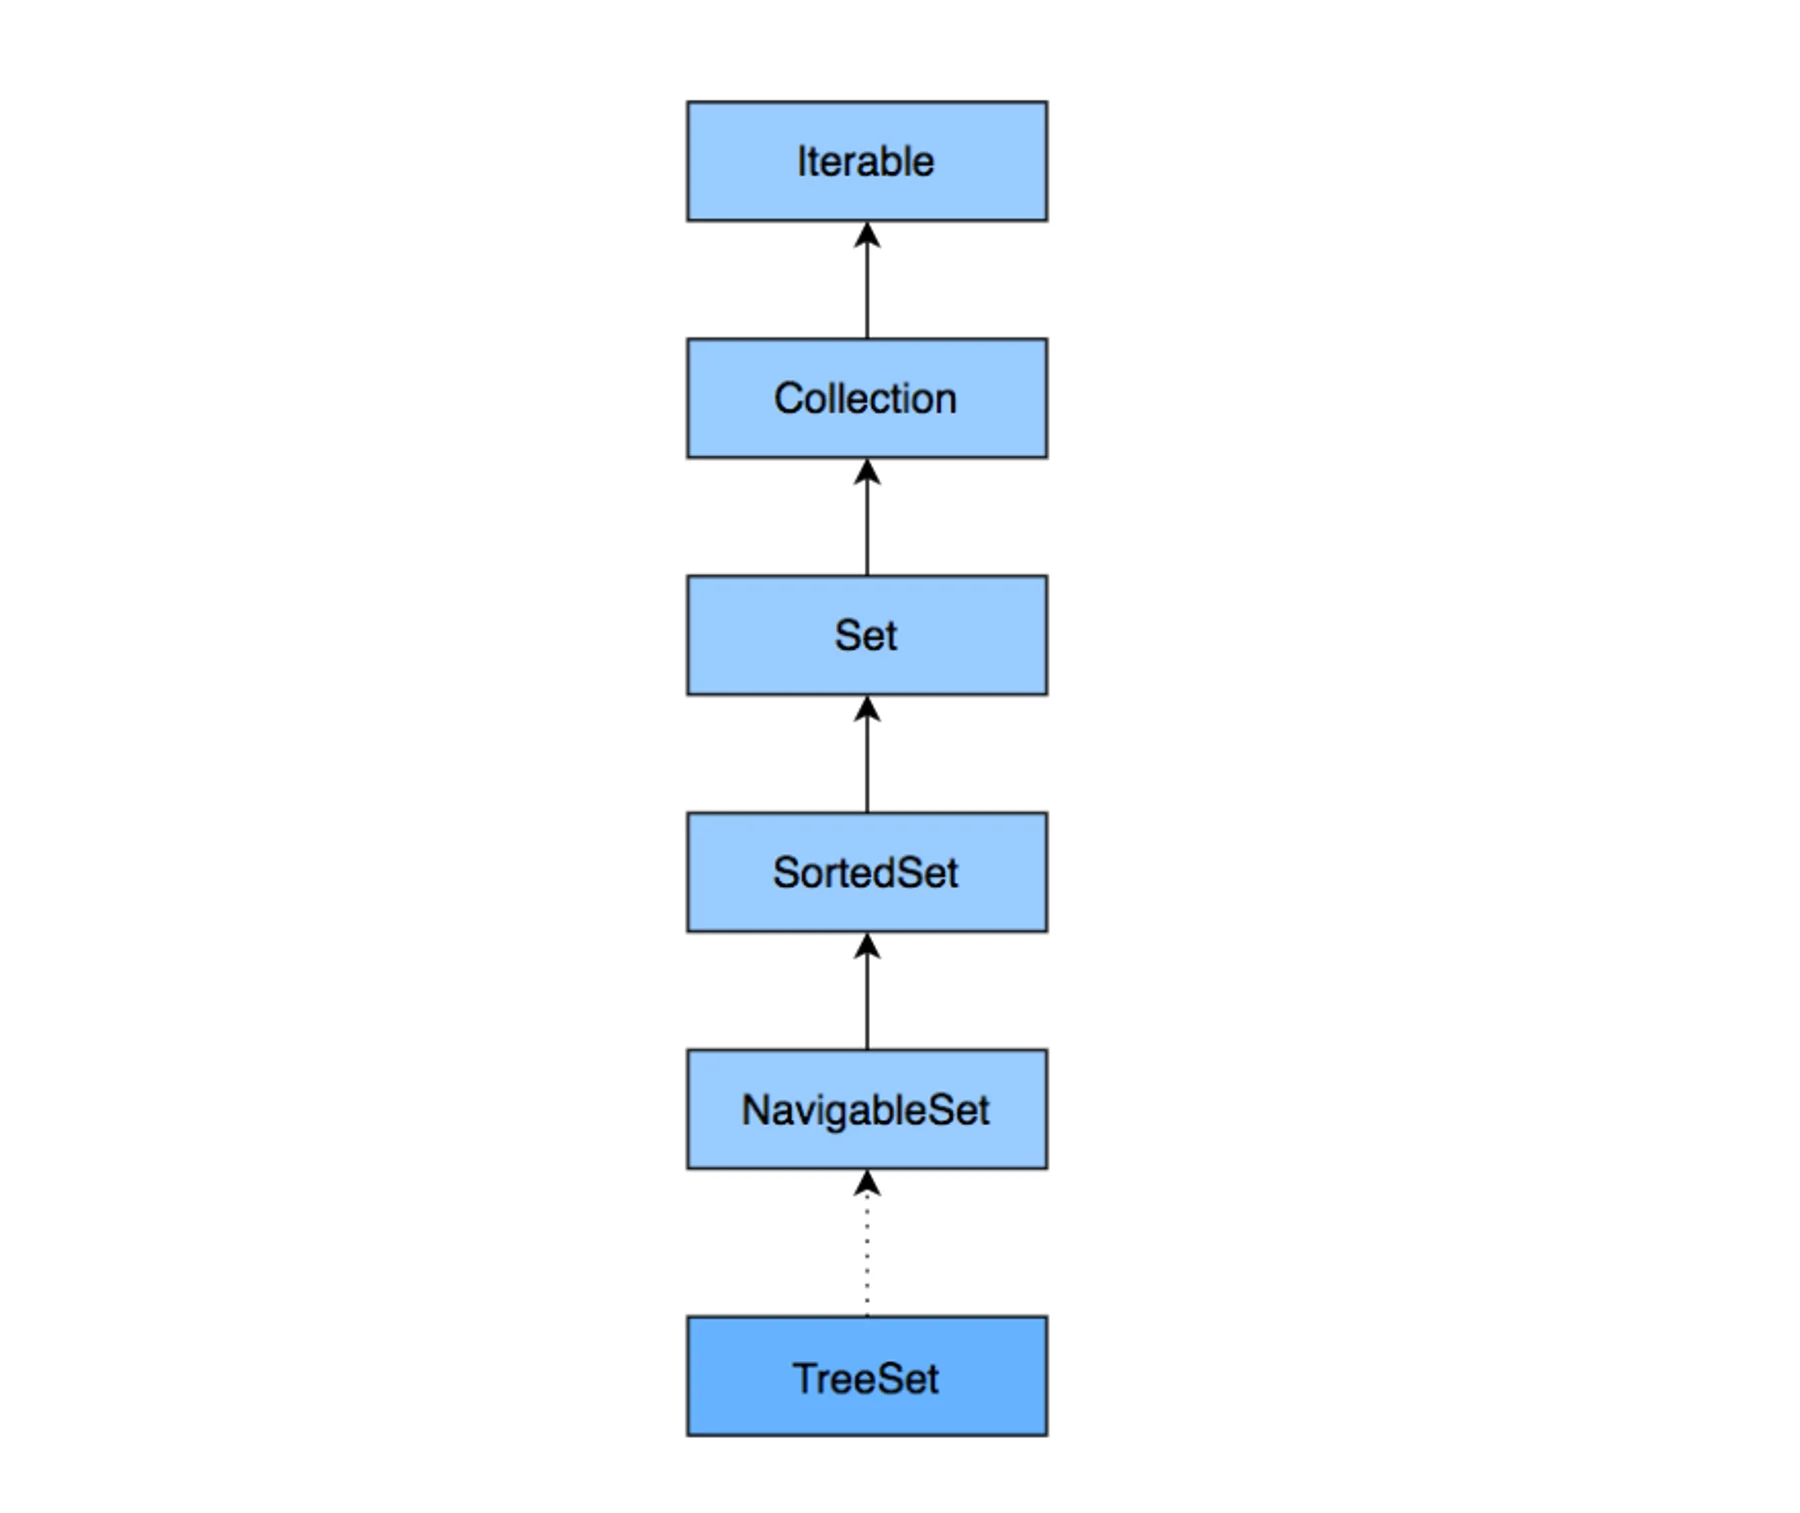 Iterable
Collection
Set
SortedSet
NavigableSet
TreeSet